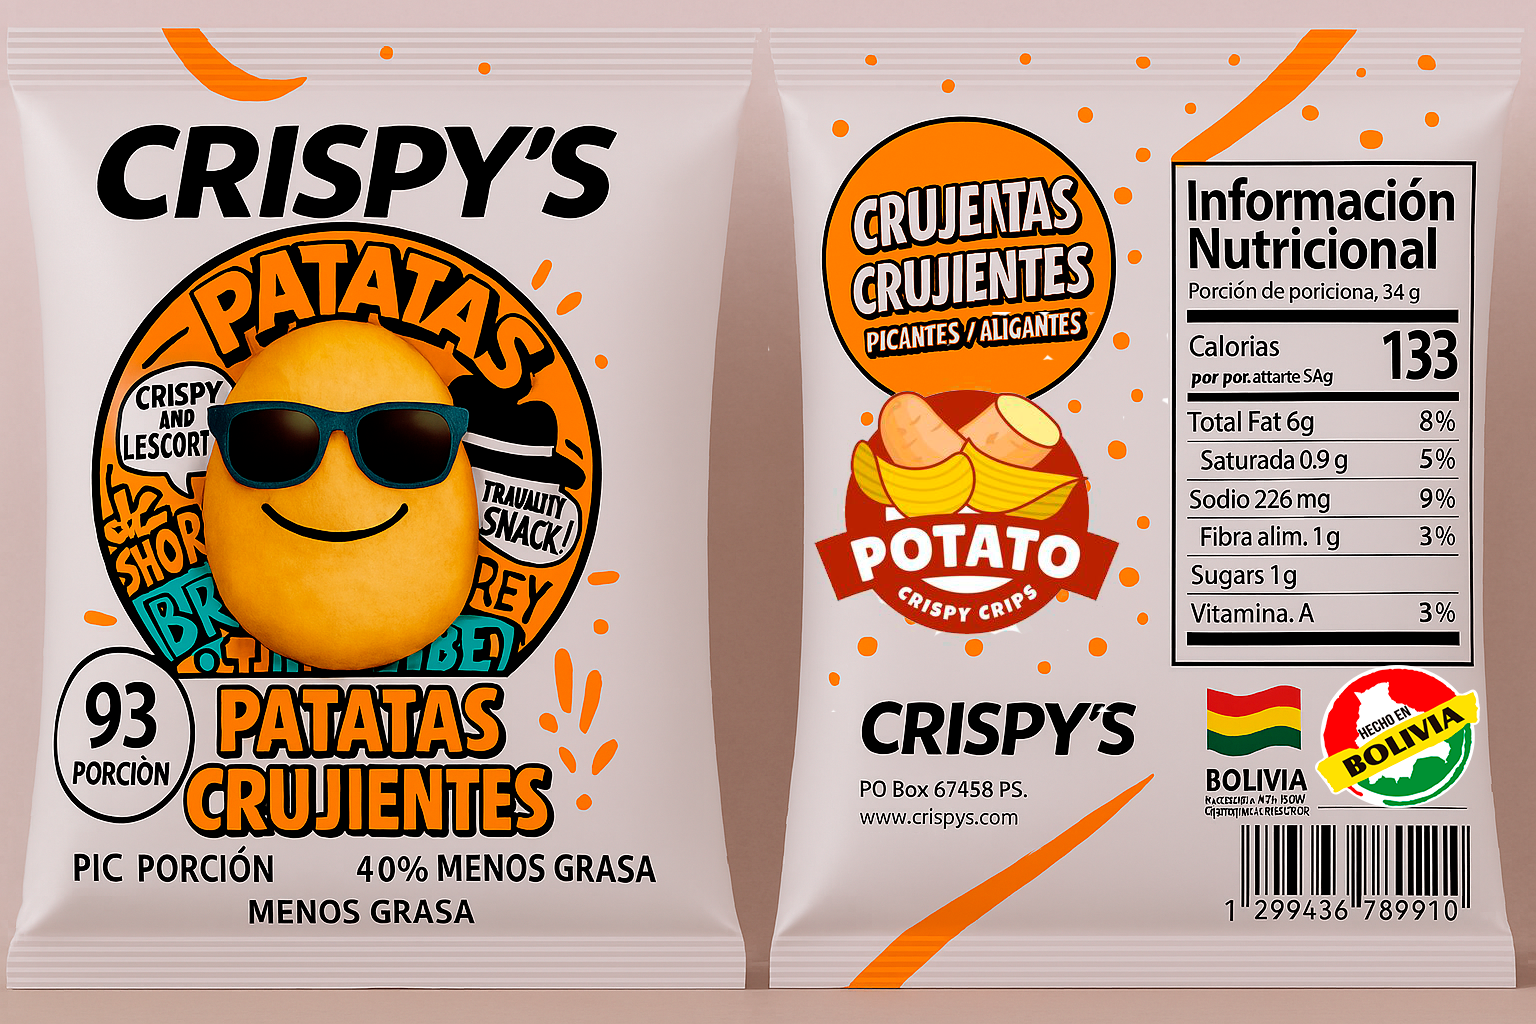 CRISPY'S
PATATAS
CRISPY
AND
LESCORT
TRAUALITY
SNACK!
SHOR
BR
REY
BE
93
PORCIÒN
PATATAS
CRUJIENTES
PIC PORCIÓN
40% MENOS GRASA
MENOS GRASA
CRUJENTAS
CRUJIENTES
PICANTES / ALIGANTES
POTATO
CRISPY CRIPS
CRISPY'S
PO Box 67458 PS.
www.crispys.com
Información
Nutricional
Porción de poriciona, 34 g
Calorias 133
por por. attarte SAg
Total Fat 6g 8%
Saturada 0.9 g 5%
Sodio 226 mg 9%
Fibra alim. 1g 3%
Sugars 1g
Vitamina. A 3%
BOLIVIA
HECHO EN
BOLIVIA
1 299436 789910